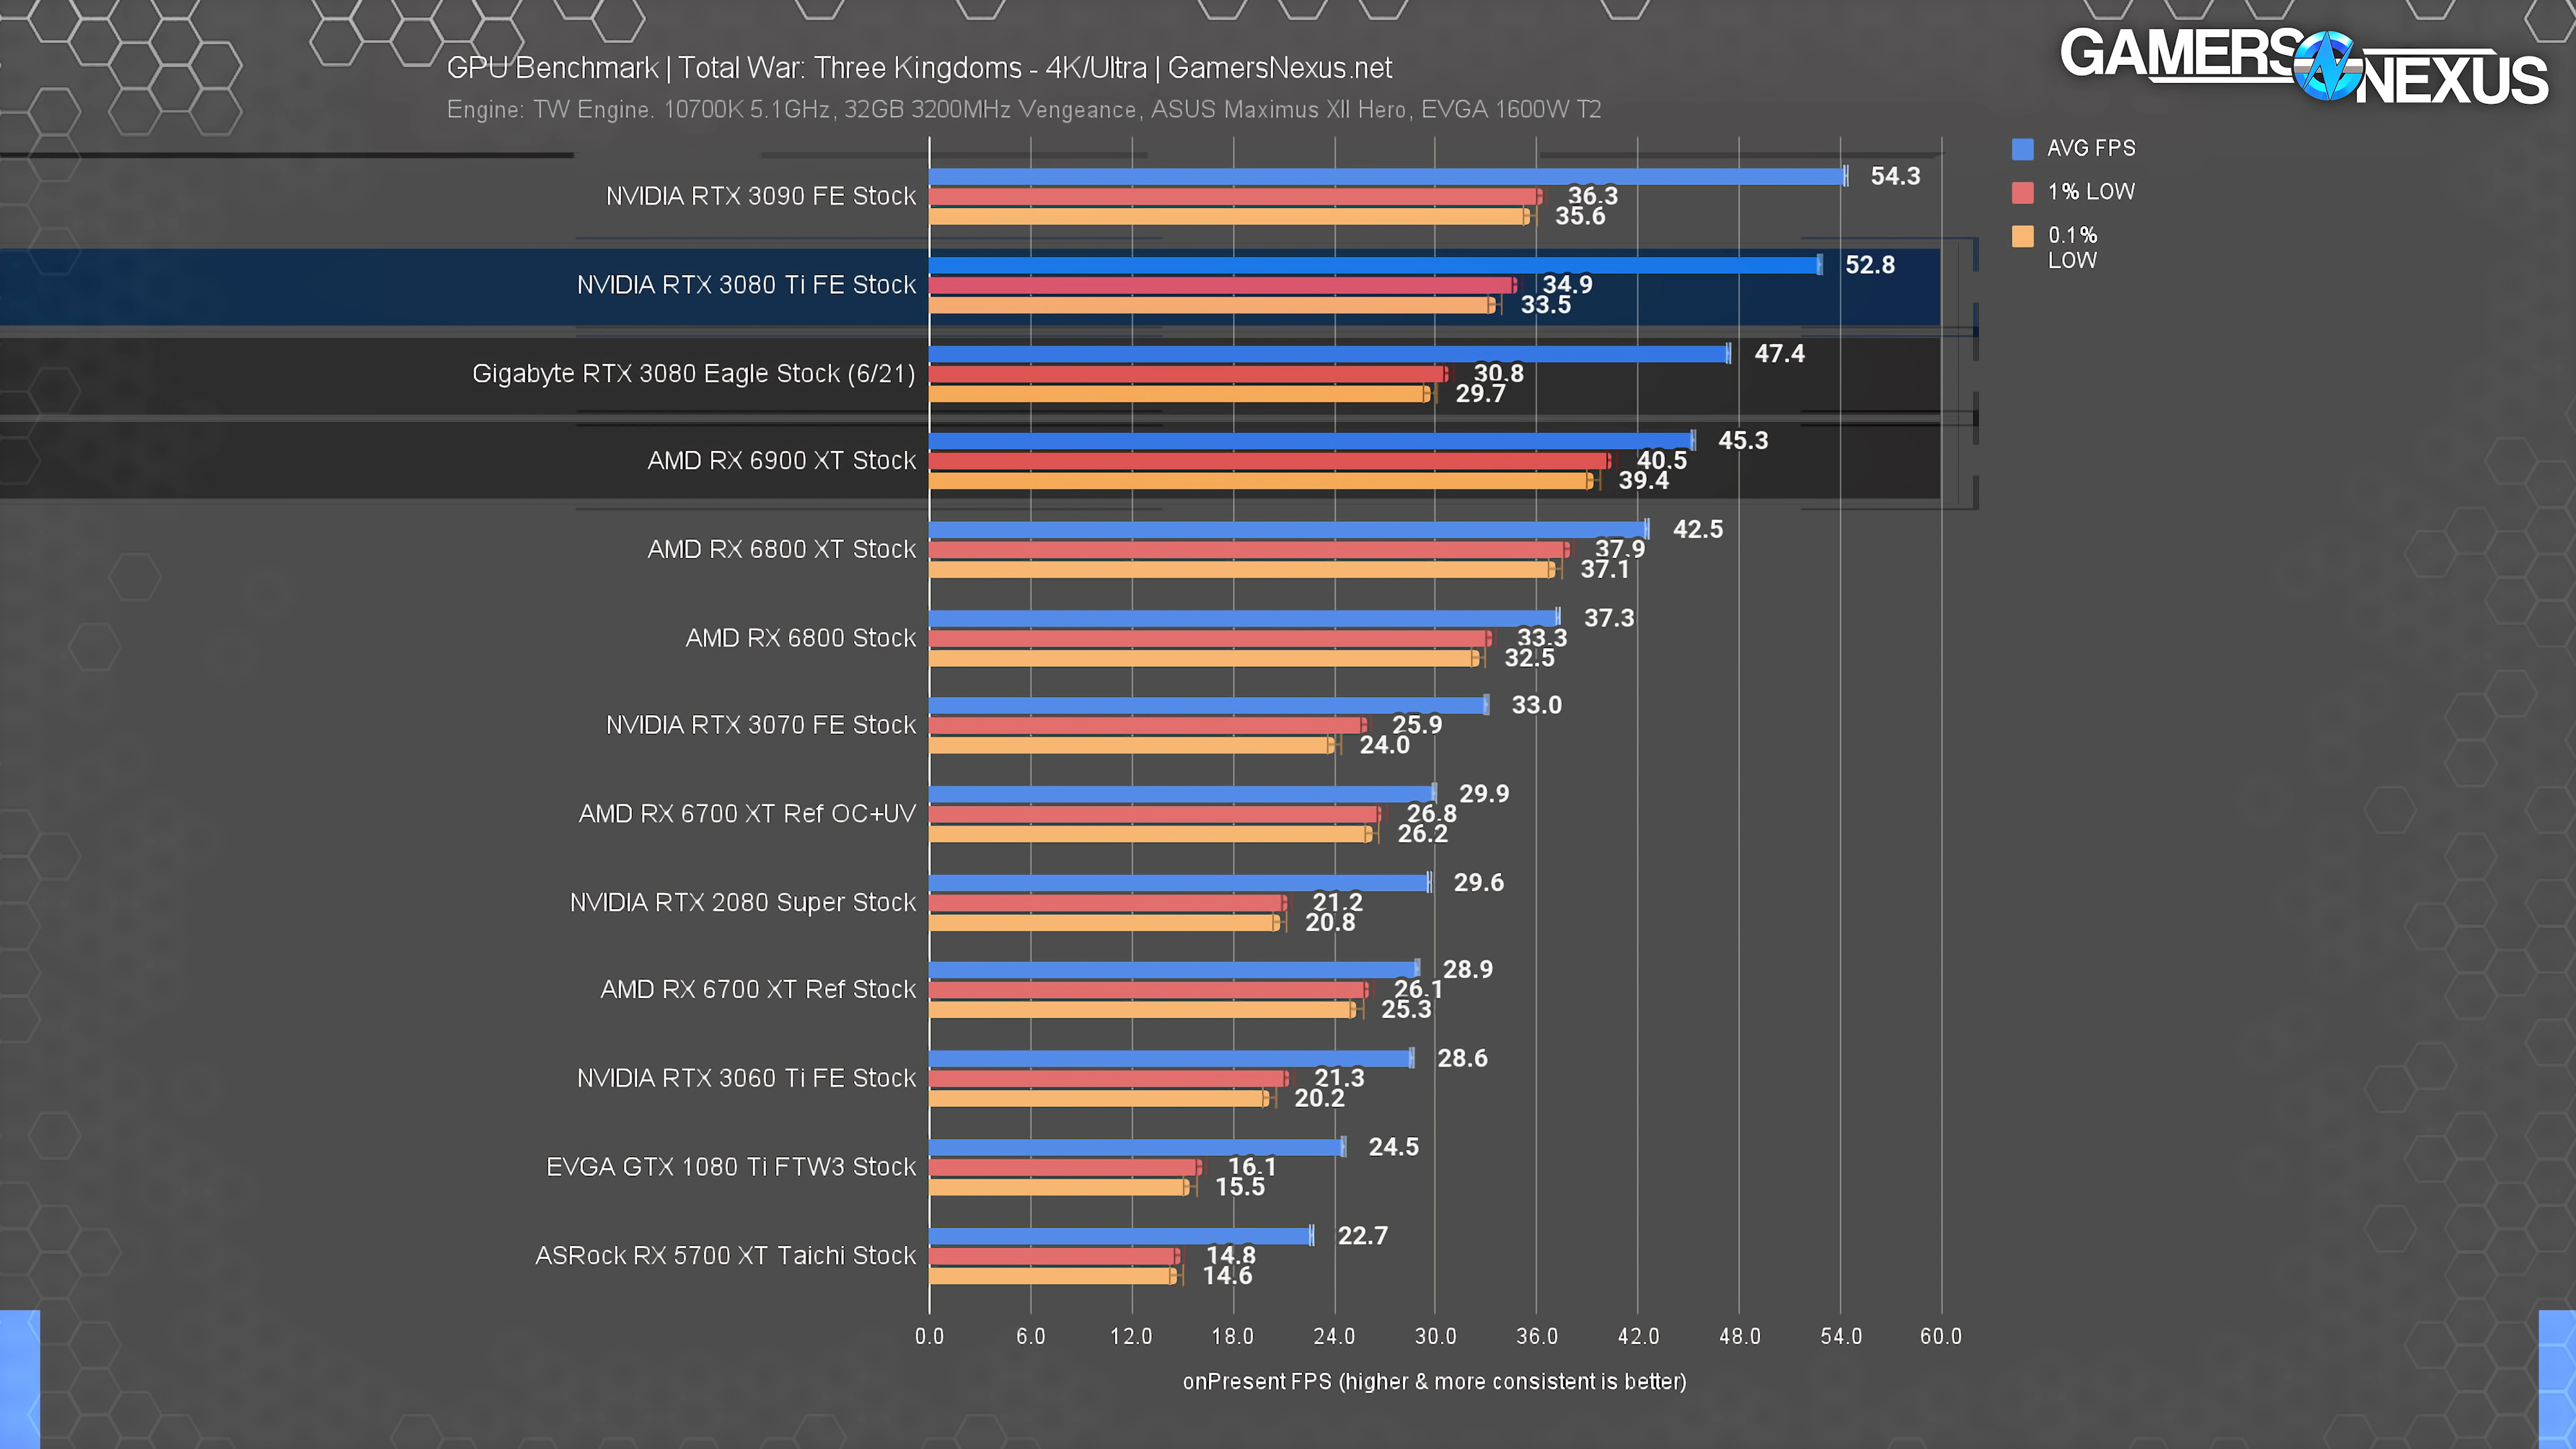 GPU Benchmark | Total War: Three Kingdoms - 4K/Ultra | GamersNexus.net
Engine: TW Engine. 10700K 5.1GHz, 32GB 3200MHz Vengeance, ASUS Maximus XII Hero, EVGA 1600W T2
GAMERS NEXUS
AVG FPS
1% LOW
0.1%
LOW
NVIDIA RTX 3090 FE Stock
54.3
36.3
35.6
NVIDIA RTX 3080 Ti FE Stock
52.8
34.9
33.5
Gigabyte RTX 3080 Eagle Stock (6/21)
47.4
30.8
29.7
AMD RX 6900 XT Stock
45.3
40.5
39.4
AMD RX 6800 XT Stock
42.5
37.9
37.1
AMD RX 6800 Stock
37.3
33.3
32.5
NVIDIA RTX 3070 FE Stock
33.0
25.9
24.0
AMD RX 6700 XT Ref OC+UV
29.9
26.8
26.2
NVIDIA RTX 2080 Super Stock
29.6
21.2
20.8
AMD RX 6700 XT Ref Stock
28.9
26.1
25.3
NVIDIA RTX 3060 Ti FE Stock
28.6
21.3
20.2
EVGA GTX 1080 Ti FTW3 Stock
24.5
16.1
15.5
ASRock RX 5700 XT Taichi Stock
22.7
14.8
14.6
0.0 6.0 12.0 18.0 24.0 30.0 36.0 42.0 48.0 54.0 60.0
onPresent FPS (higher & more consistent is better)